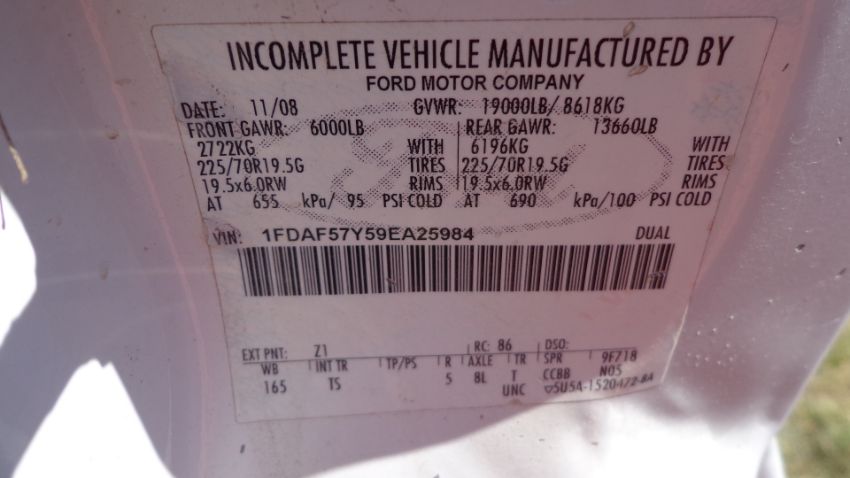 INCOMPLETE VEHICLE MANUFACTURED BY
FORD MOTOR COMPANY
DATE: 11/08 GVWR: 19000LB/ 8618KG
FRONT GAWR: 6000LB REAR GAWR: 13660LB
2722KG WITH 6196KG WITH
225/70R19.5G TIRES 225/70R19.5G TIRES
19.5x6.0RW RIMS 19.5x6.0RW RIMS
AT 655 kPa/ 95 PSI COLD AT 690 kPa/100 PSI COLD
VIN: 1FDAF57Y59EA25984 DUAL
EXT PNT: Z1 RC: 86 DSO:
WB INT TR TP/PS R AXLE TR SPR 9F718
165 TS 5 8L T CCBB N05
UNC ▽5U5A-1520472-BA